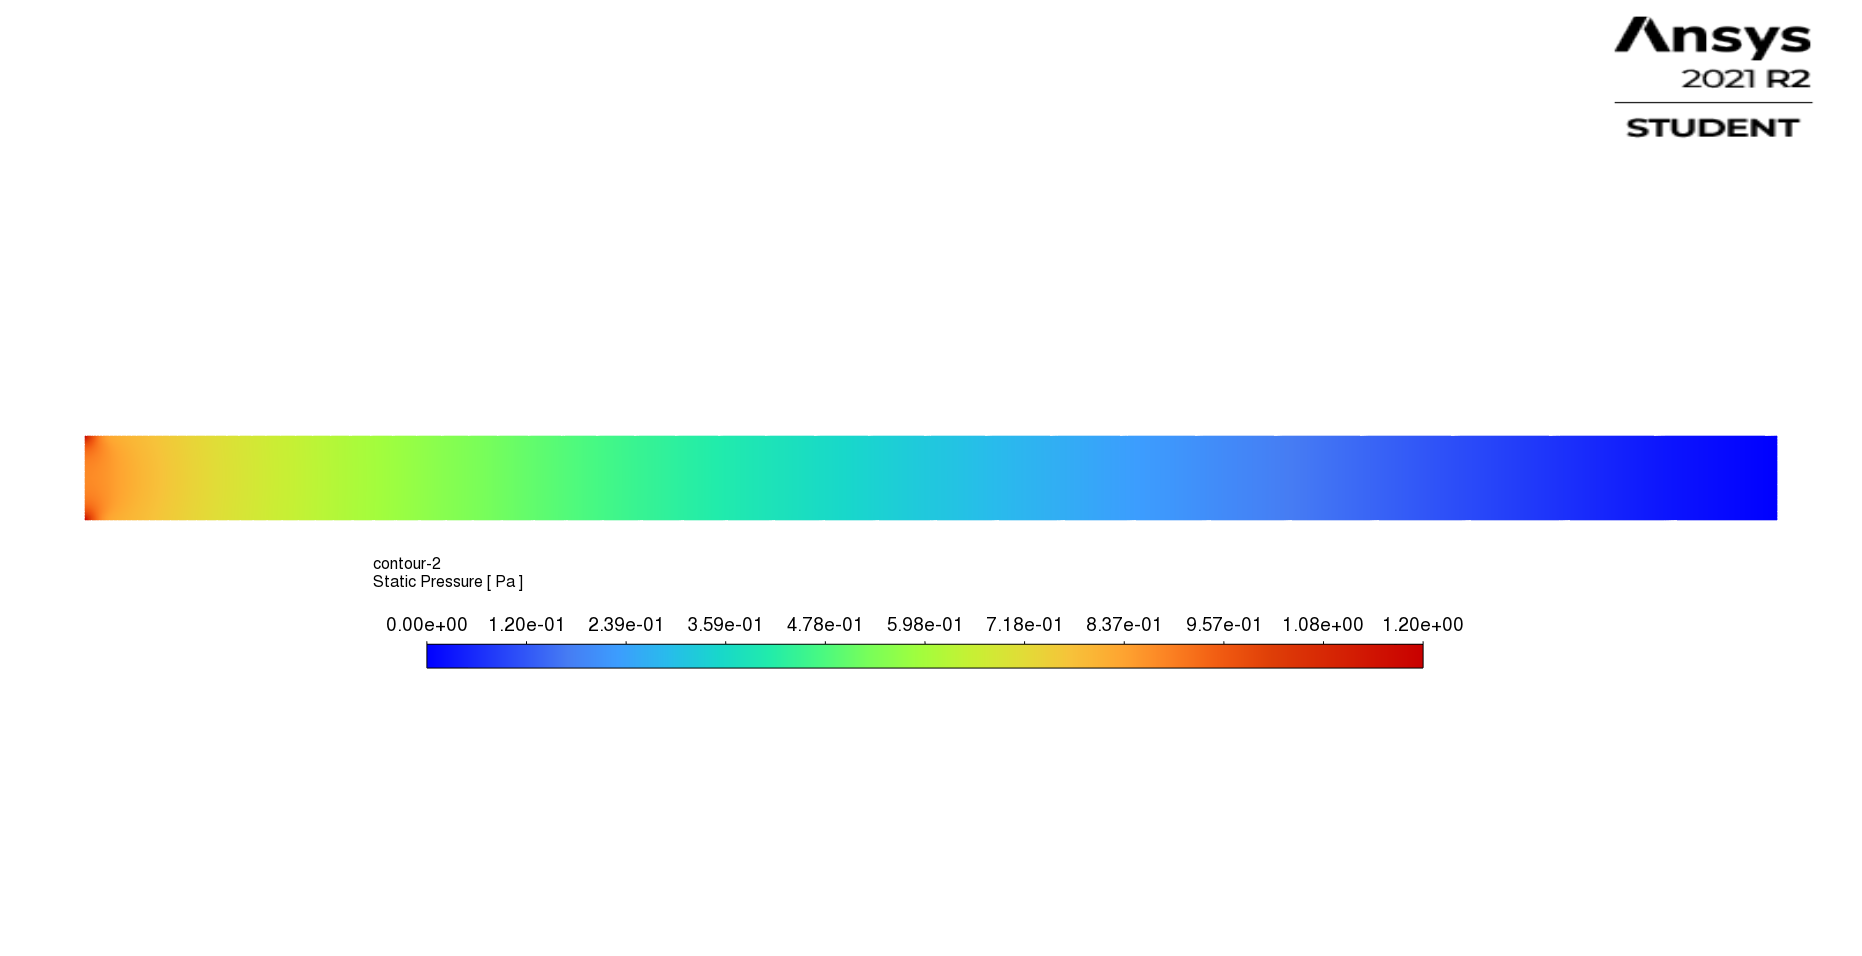 Ansys
2021 R2
STUDENT
contour-2
Static Pressure [ Pa ]
0.00e+00 1.20e-01 2.39e-01 3.59e-01 4.78e-01 5.98e-01 7.18e-01 8.37e-01 9.57e-01 1.08e+00 1.20e+00